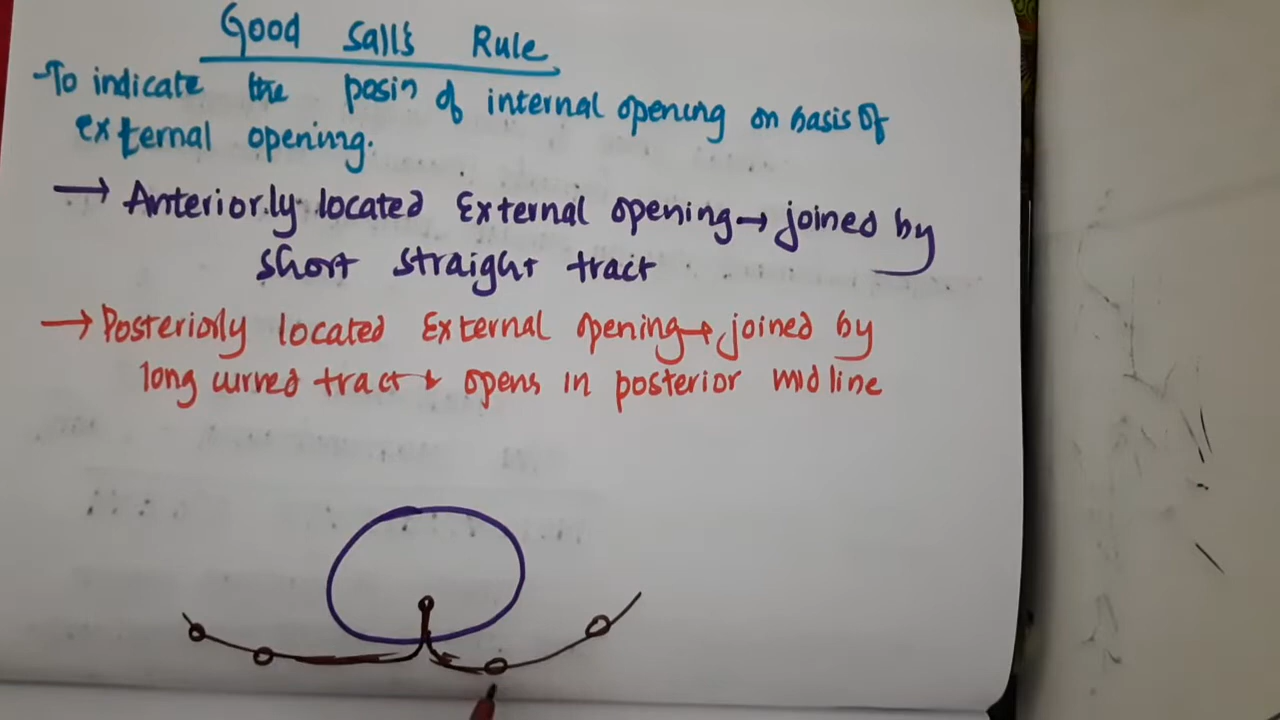 Good Salls Rule
-To indicate the posin of internal opening on basis of
external opening.
→ Anteriorly located External opening → joined by
short straight tract
→ Posteriorly located External opening → joined by
long curved tract & opens in posterior midline